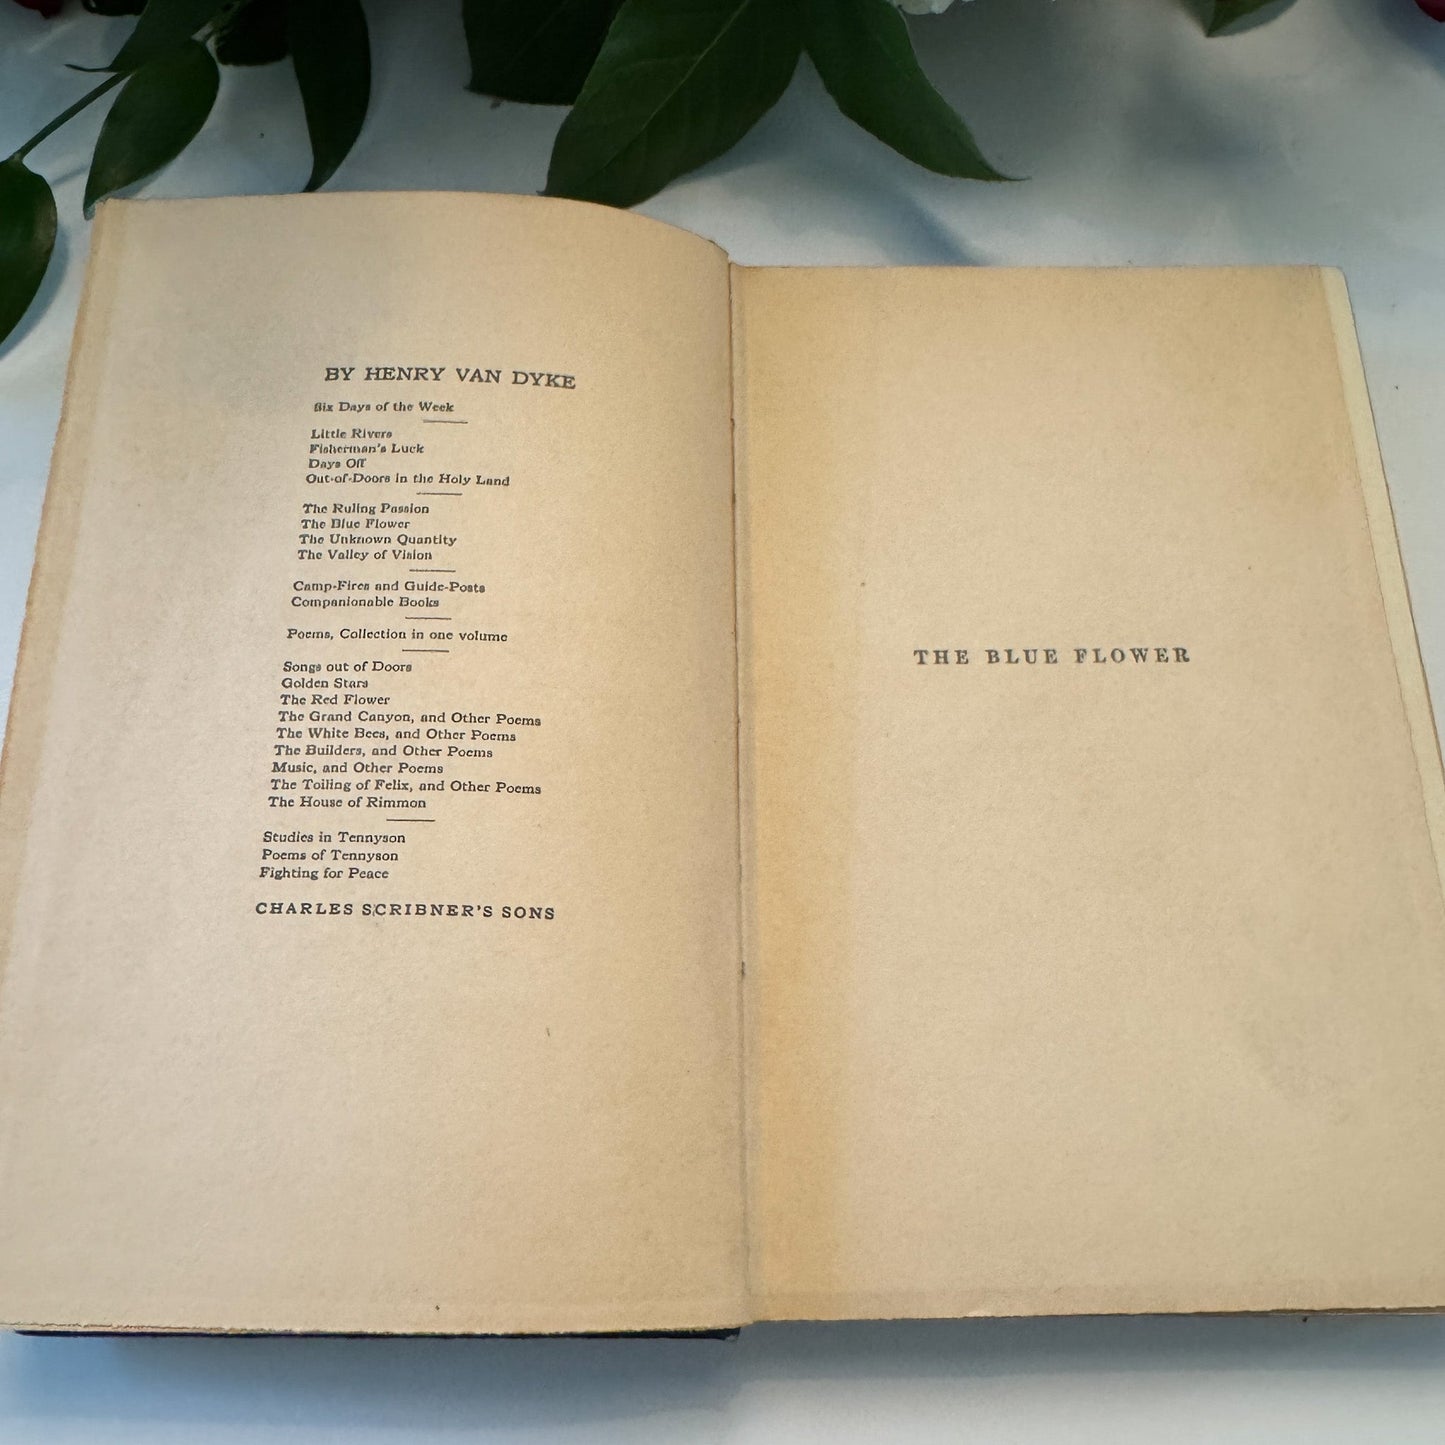 BY HENRY VAN DYKE
Six Days of the Week
Little Rivers
Fisherman's Luck
Days Off
Out-of-Doors in the Holy Land
The Ruling Passion
The Blue Flower
The Unknown Quantity
The Valley of Vision
Camp-Fires and Guide-Posts
Companionable Books
Poems, Collection in one volume
Songs out of Doors
Golden Stars
The Red Flower
The Grand Canyon, and Other Poems
The White Bees, and Other Poems
The Builders, and Other Poems
Music, and Other Poems
The Toiling of Felix, and Other Poems
The House of Rimmon
Studies in Tennyson
Poems of Tennyson
Fighting for Peace
CHARLES SCRIBNER'S SONS
THE BLUE FLOWER